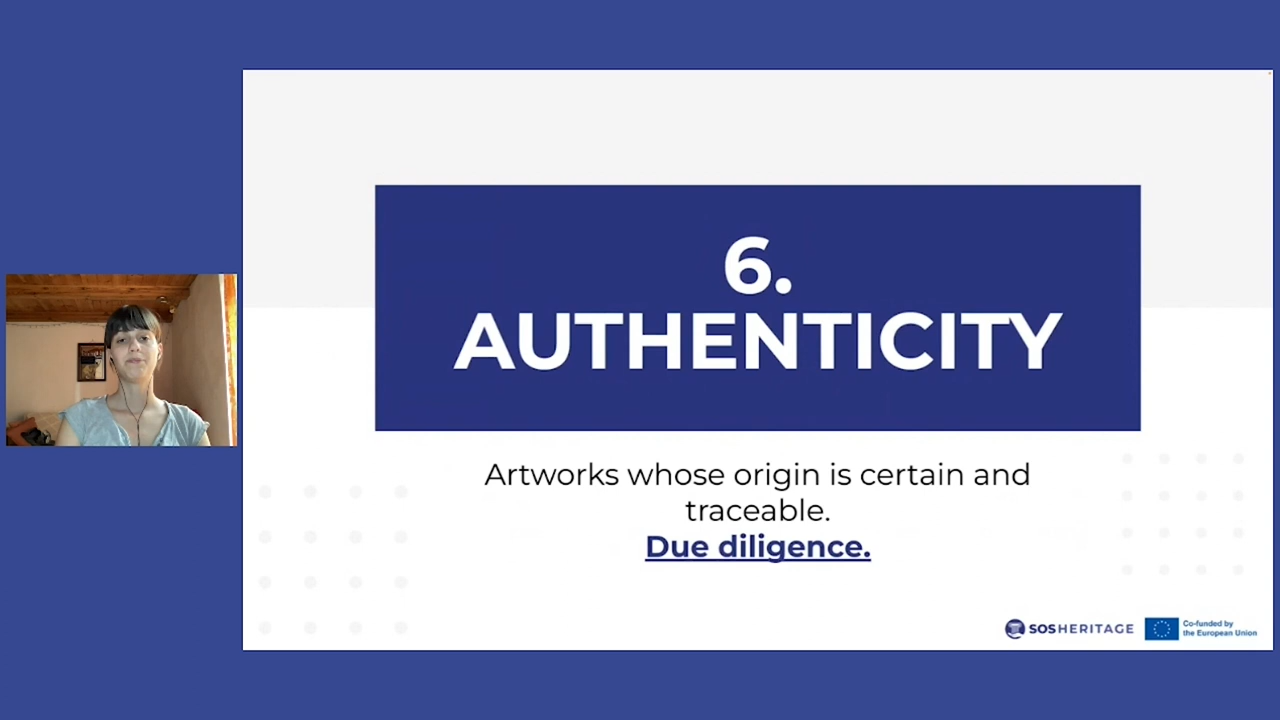 6.
AUTHENTICITY
Artworks whose origin is certain and
traceable.
Due diligence.
SOSHERITAGE
Co-funded by
the European Union